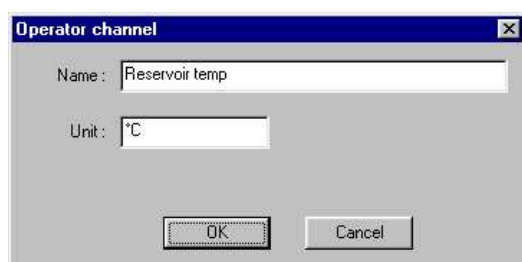 Operator channel
Name : Reservoir temp
Unit : °C
OK Cancel